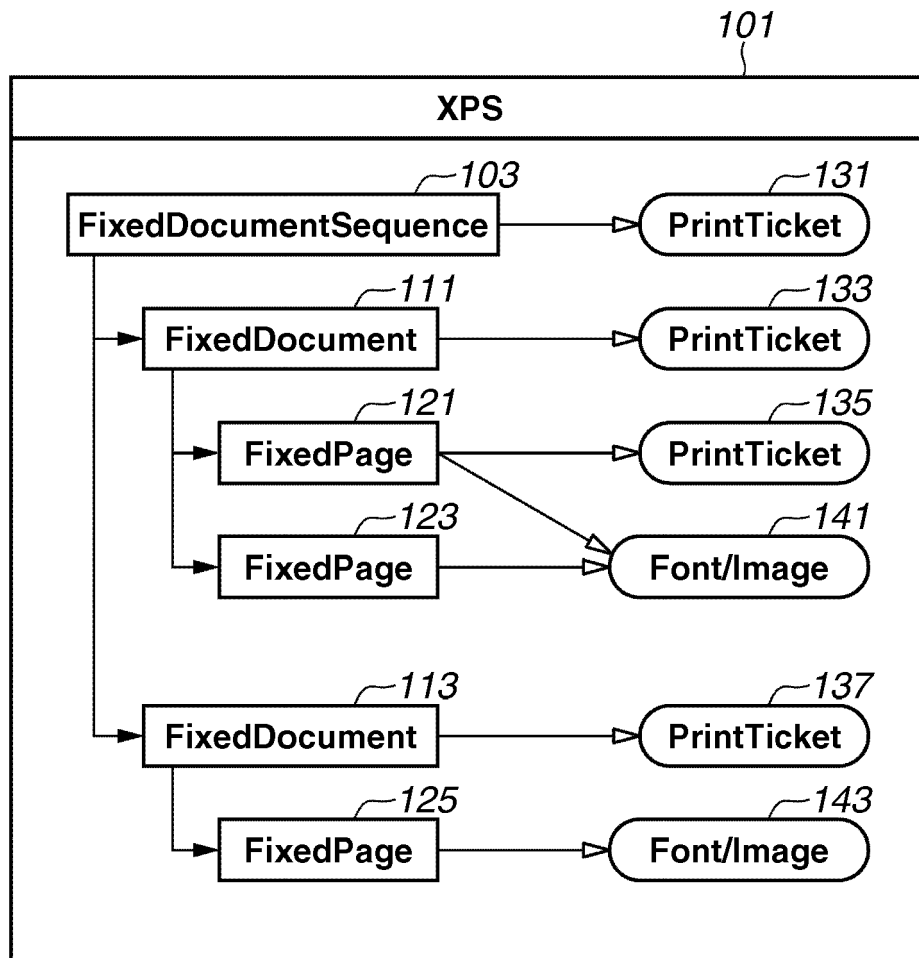 101
XPS
103
131
FixedDocumentSequence
PrintTicket
111
133
FixedDocument
PrintTicket
121
135
FixedPage
PrintTicket
123
141
FixedPage
Font/Image
113
137
FixedDocument
PrintTicket
125
143
FixedPage
Font/Image